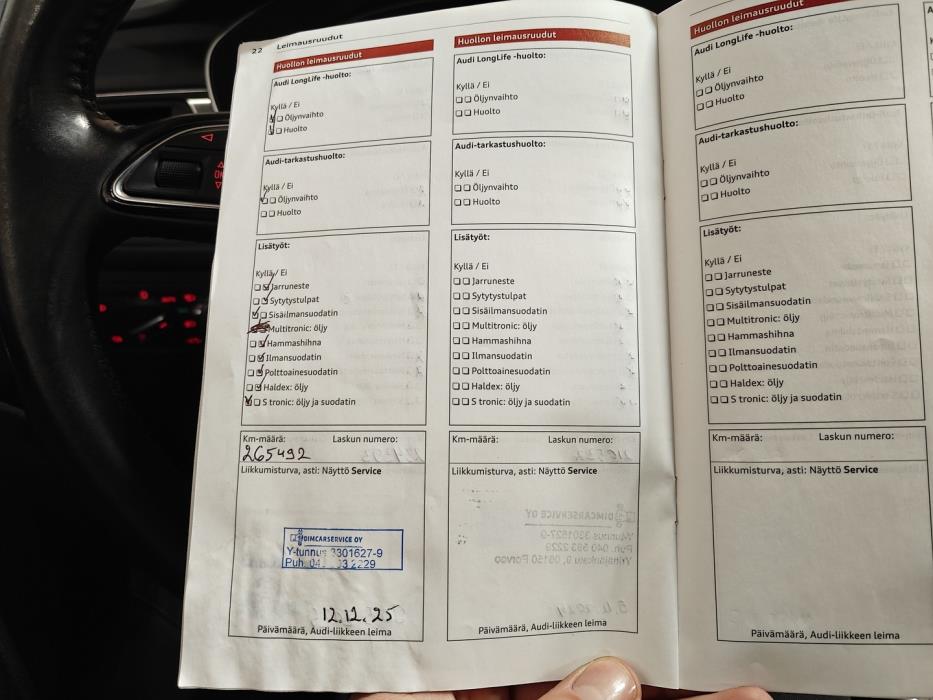 22 Leimausruudut
Huollon leimausruudut
Audi LongLife -huolto:
Kyllä / Ei
Öljynvaihto
Huolto
Audi-tarkastushuolto:
Kyllä / Ei
Öljynvaihto
Huolto
Lisätyöt:
Kyllä / Ei
Jarruneste
Sytytystulpat
Sisäilmansuodatin
Multitronic: öljy
Hammashihna
Ilmansuodatin
Polttoainesuodatin
Haldex: öljy
S tronic: öljy ja suodatin
Km-määrä: Laskun numero:
265492
Liikkumisturva, asti: Näyttö Service
DIMCARSERVICE OY
Y-tunnus 3301627-9
Puh. 2229
12.12.25
Päivämäärä, Audi-liikkeen leima
Huollon leimausruudut
Audi LongLife -huolto:
Kyllä / Ei
Öljynvaihto
Huolto
Audi-tarkastushuolto:
Kyllä / Ei
Öljynvaihto
Huolto
Lisätyöt:
Kyllä / Ei
Jarruneste
Sytytystulpat
Sisäilmansuodatin
Multitronic: öljy
Hammashihna
Ilmansuodatin
Polttoainesuodatin
Haldex: öljy
S tronic: öljy ja suodatin
Km-määrä: Laskun numero:
Liikkumisturva, asti: Näyttö Service
Päivämäärä, Audi-liikkeen leima
Huollon leimausruudut
Audi LongLife -huolto:
Kyllä / Ei
Öljynvaihto
Huolto
Audi-tarkastushuolto:
Kyllä / Ei
Öljynvaihto
Huolto
Lisätyöt:
Kyllä / Ei
Jarruneste
Sytytystulpat
Sisäilmansuodatin
Multitronic: öljy
Hammashihna
Ilmansuodatin
Polttoainesuodatin
Haldex: öljy
S tronic: öljy ja suodatin
Km-määrä: Laskun numero:
Liikkumisturva, asti: Näyttö Service
Päivämäärä, Audi-liikkeen leima